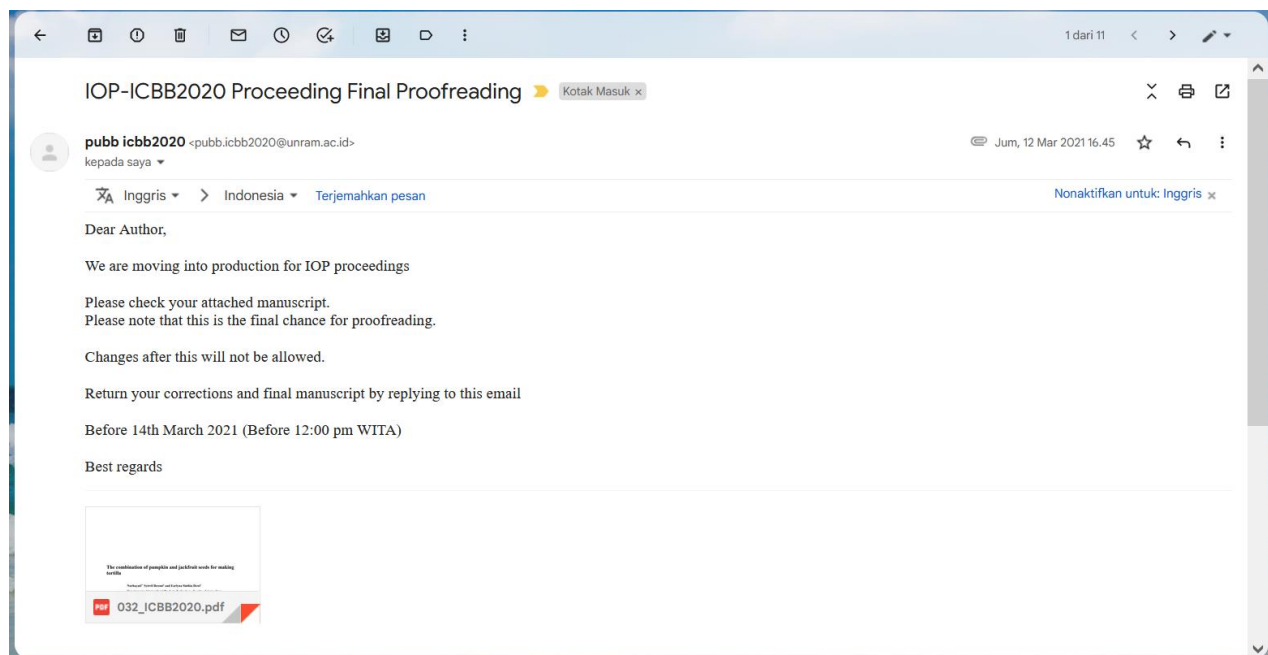 1 dari 11
IOP-ICBB2020 Proceeding Final Proofreading
Kotak Masuk ×
pubb icbb2020 <pubb.icbb2020@unram.ac.id>
Jum, 12 Mar 2021 16.45
kepada saya
Inggris > Indonesia Terjemahkan pesan
Nonaktifkan untuk: Inggris ×
Dear Author,
We are moving into production for IOP proceedings
Please check your attached manuscript.
Please note that this is the final chance for proofreading.
Changes after this will not be allowed.
Return your corrections and final manuscript by replying to this email
Before 14th March 2021 (Before 12:00 pm WITA)
Best regards
The combination of pumpkin and jackfruit seeds for making
tortilla
PDF 032_ICBB2020.pdf